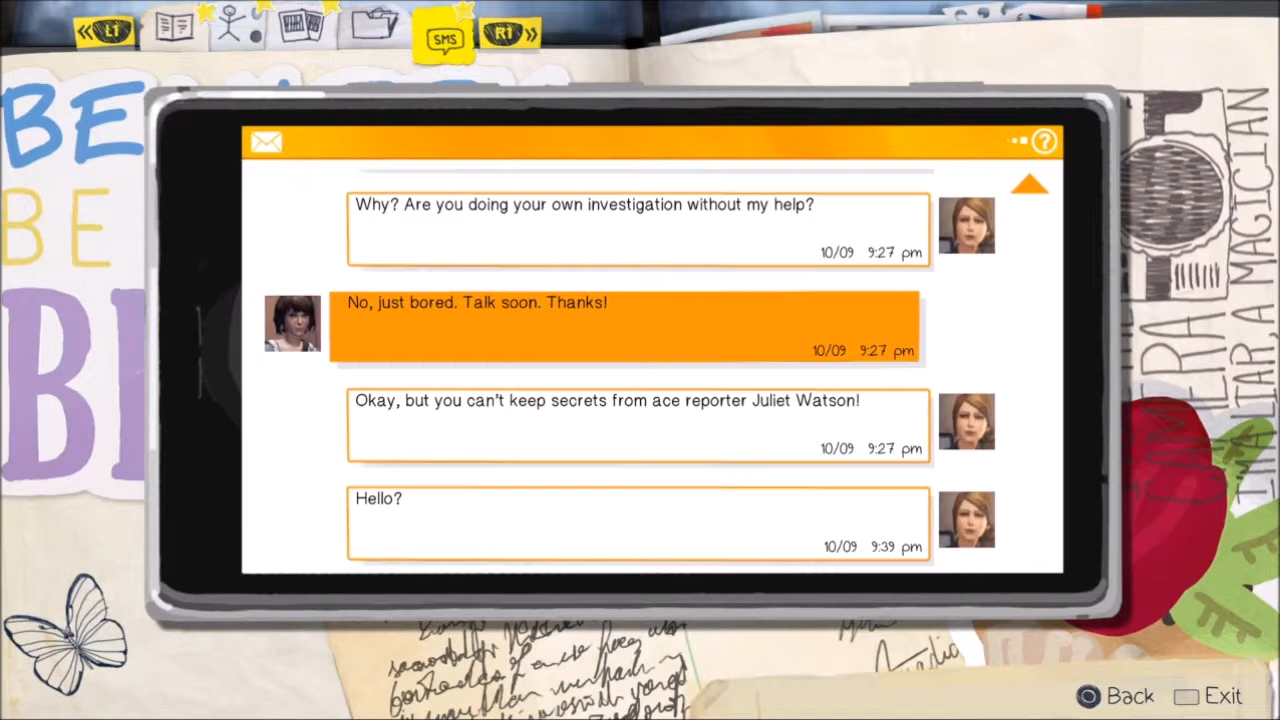 L1
SMS
R1
BE
BE
Why? Are you doing your own investigation without my help?
10/09 9:27 pm
No, just bored. Talk soon. Thanks!
10/09 9:27 pm
Okay, but you can't keep secrets from ace reporter Juliet Watson!
10/09 9:27 pm
Hello?
10/09 9:39 pm
CAMERA
LIAR, A MAGICIAN
Back
Exit